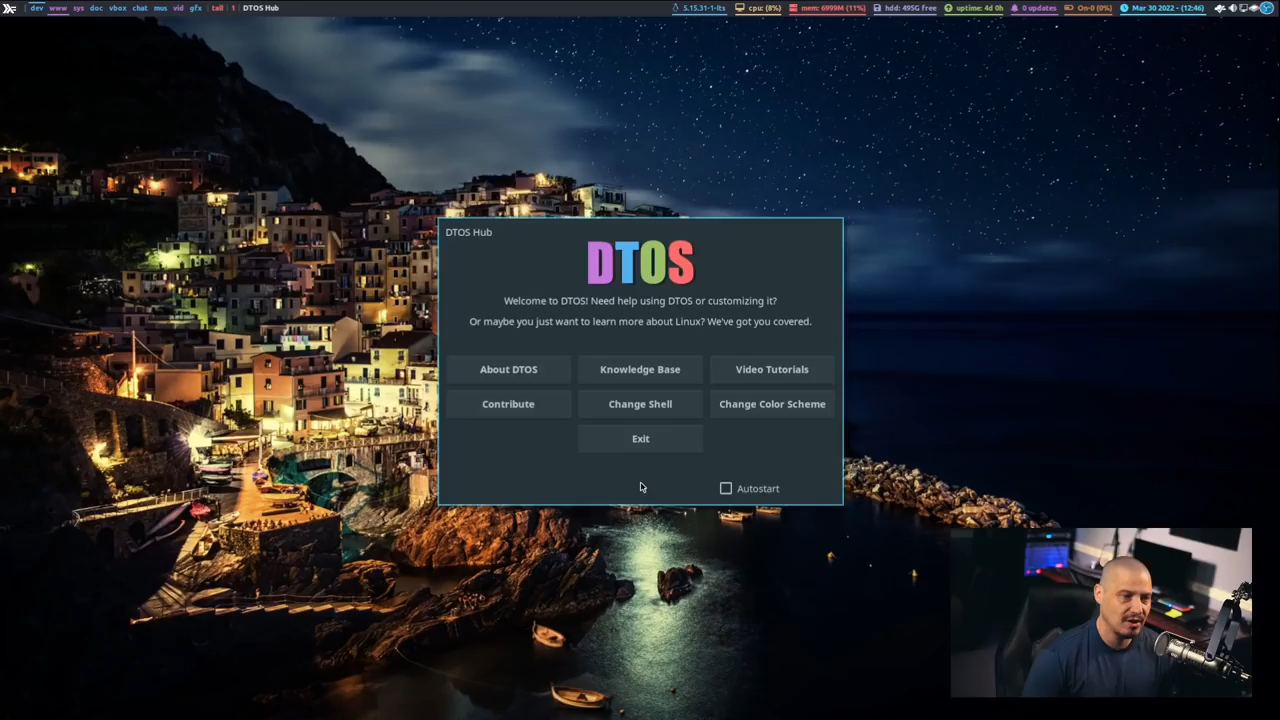 dev www sys doc vbox chat mus vid gfx | tall | 1 | DTOS Hub
5.15.31-1-lts cpu: (8%) mem: 6999M (11%) hdd: 495G free uptime: 4d 0h 0 updates On-0 (0%) Mar 30 2022 - (12:46)
DTOS Hub
DTOS
Welcome to DTOS! Need help using DTOS or customizing it?
Or maybe you just want to learn more about Linux? We've got you covered.
About DTOS Knowledge Base Video Tutorials
Contribute Change Shell Change Color Scheme
Exit
Autostart